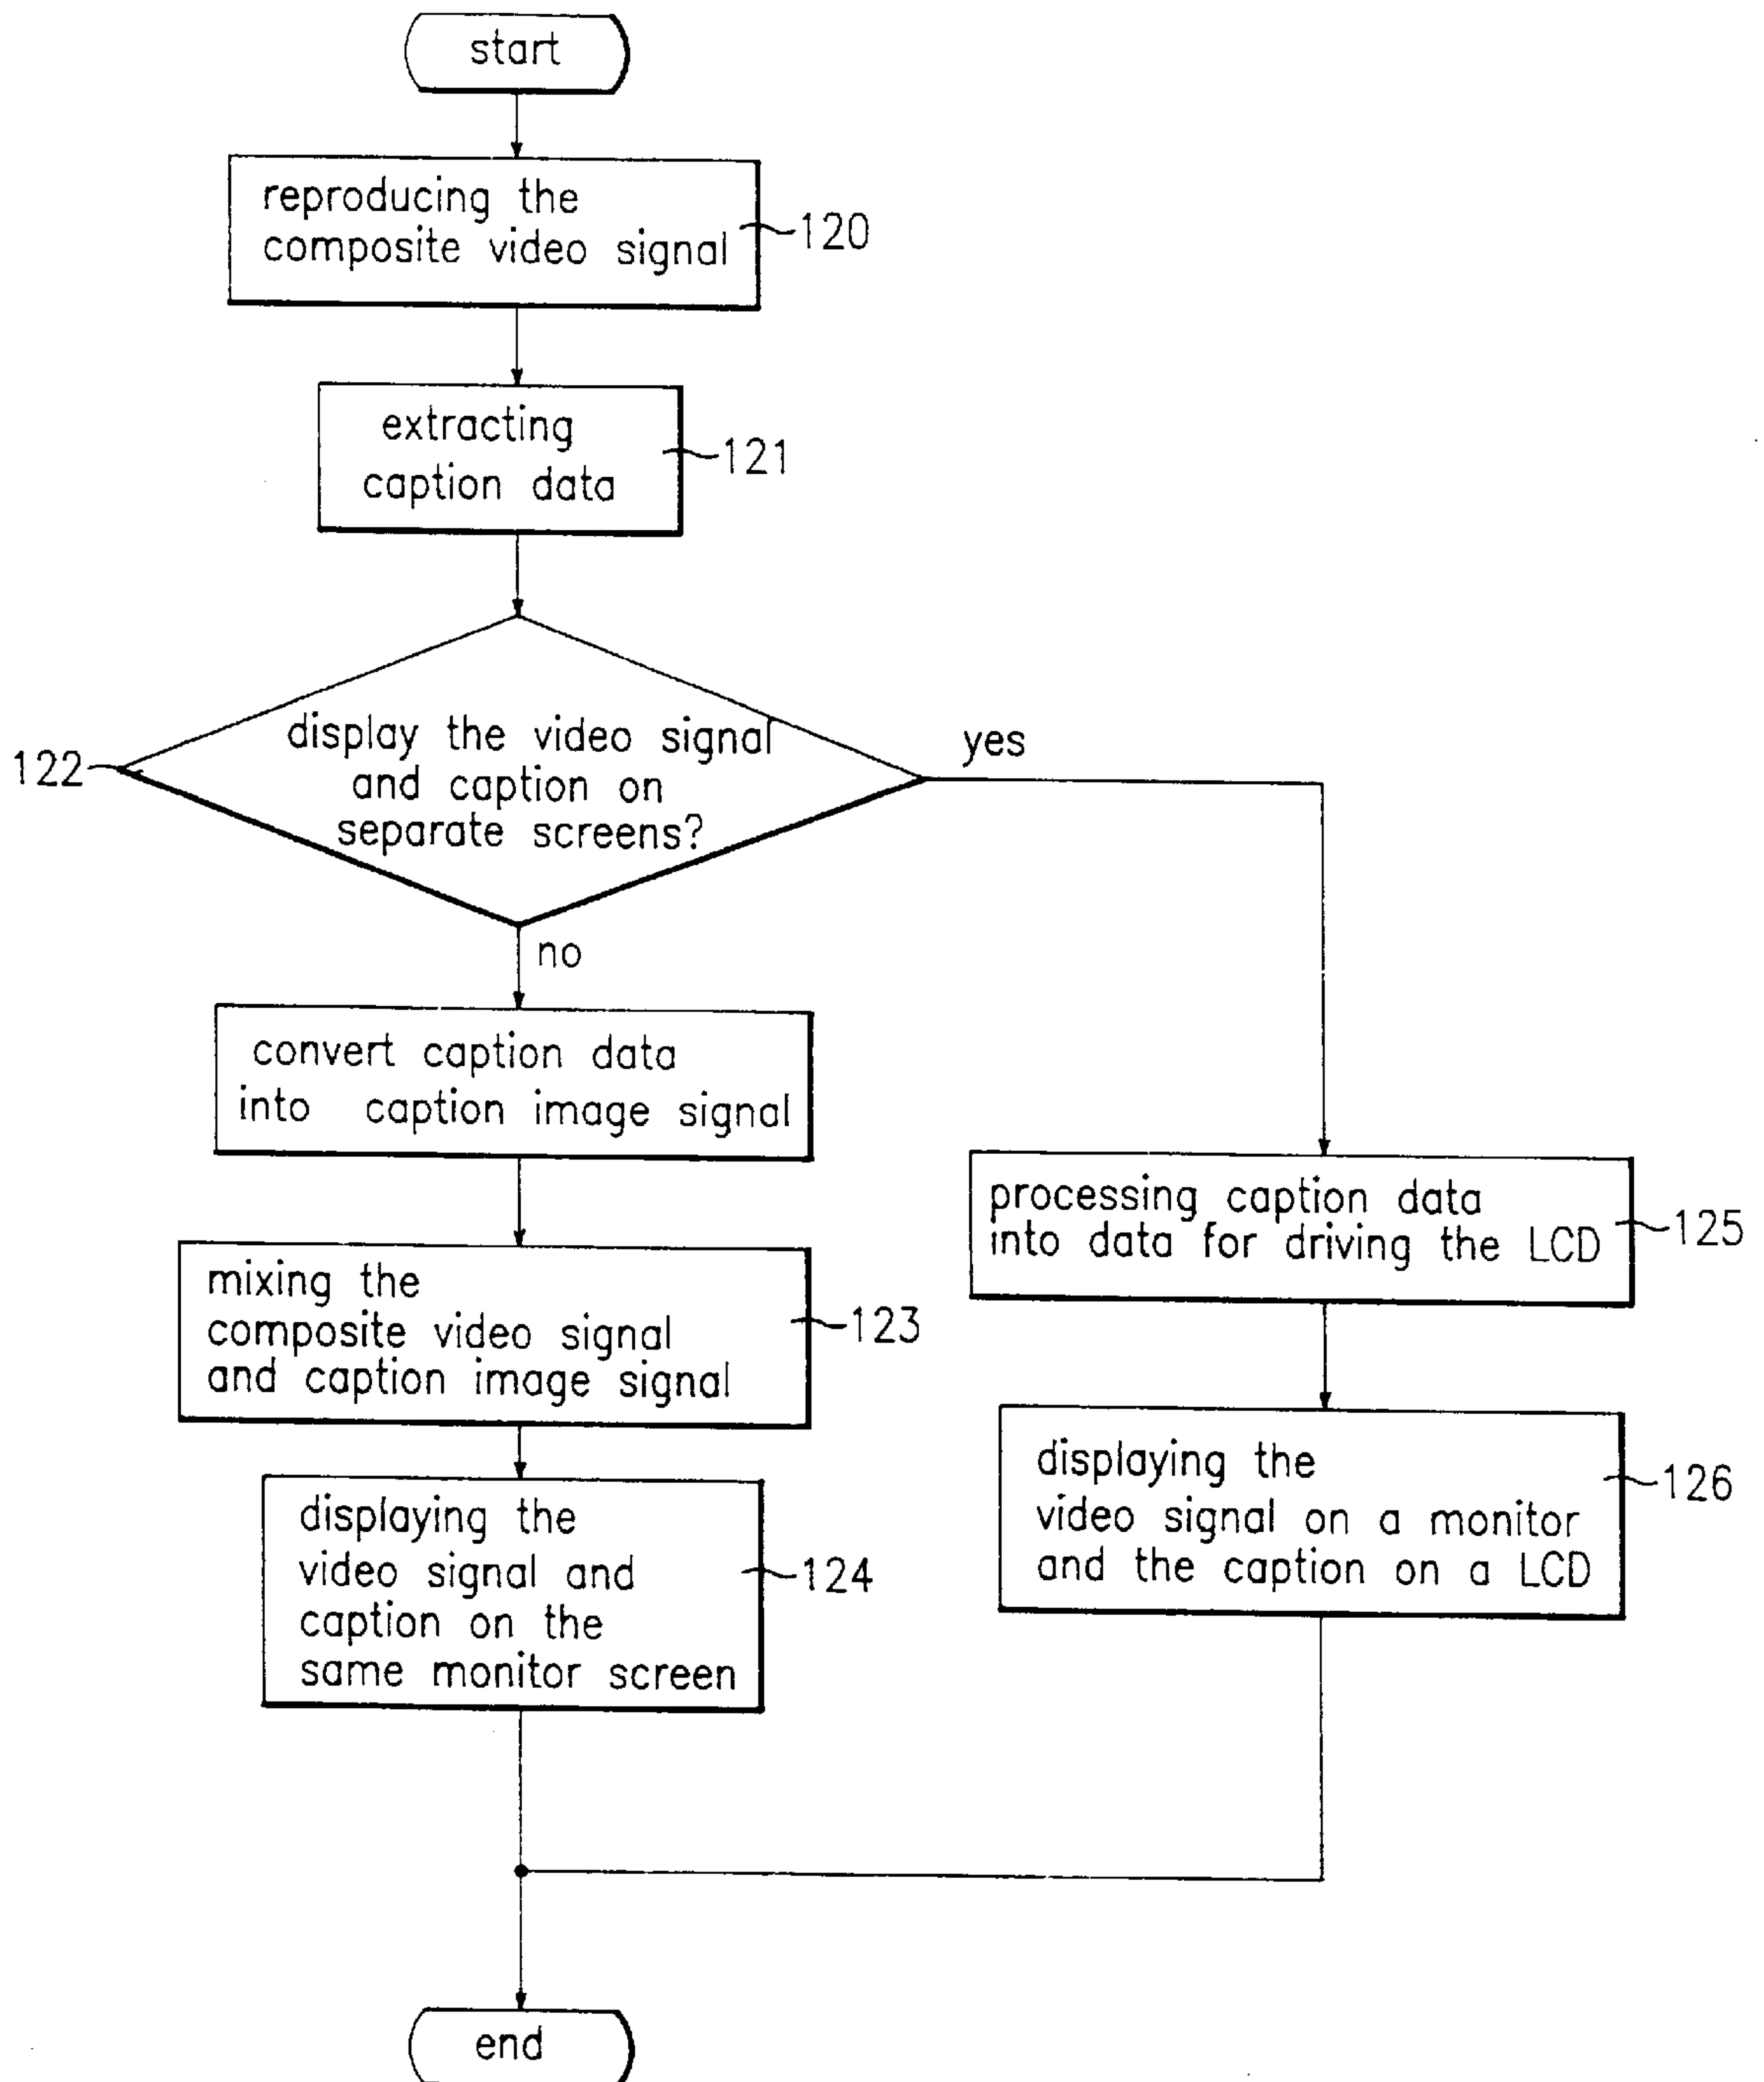 start
reproducing the
composite video signal
120
extracting
caption data
121
display the video signal
and caption on
separate screens?
122
yes
no
convert caption data
into caption image signal
mixing the
composite video signal
and caption image signal
123
displaying the
video signal and
caption on the
same monitor screen
124
processing caption data
into data for driving the LCD
125
displaying the
video signal on a monitor
and the caption on a LCD
126
end